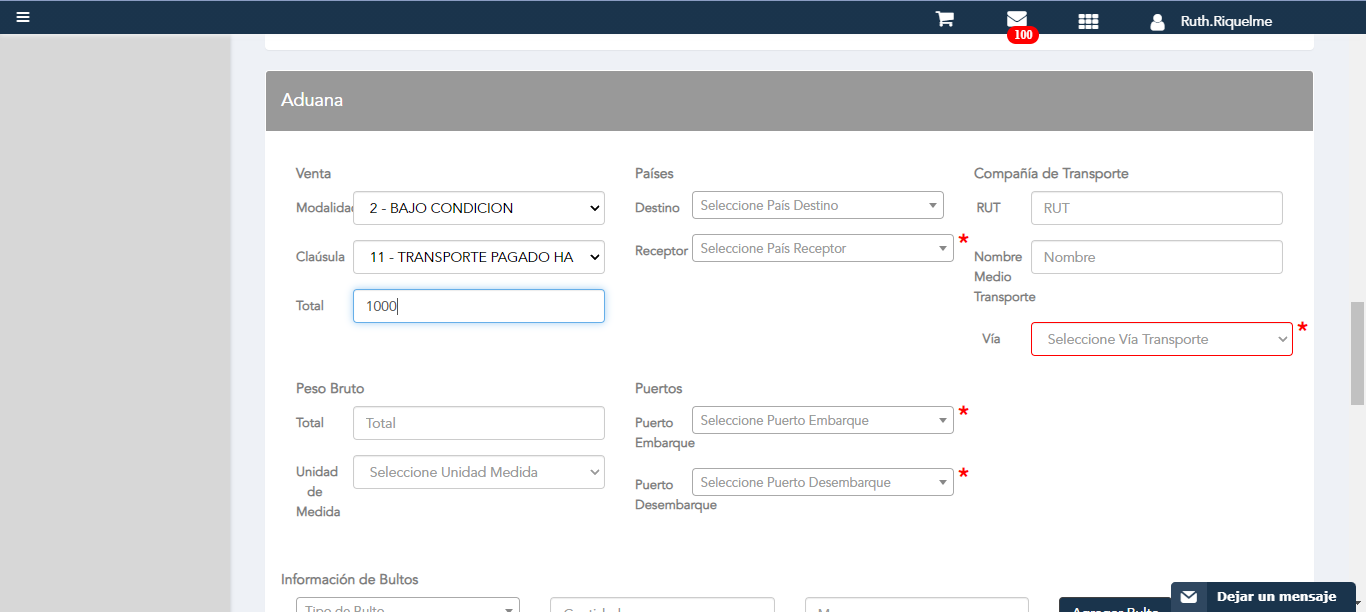 Ruth.Riquelme
100
Aduana
Venta
Modalidad 2 - BAJO CONDICION
Claúsula 11 - TRANSPORTE PAGADO HA
Total 1000
Países
Destino Seleccione País Destino
Receptor Seleccione País Receptor *
Compañía de Transporte
RUT RUT
Nombre Medio Transporte Nombre
Vía Seleccione Vía Transporte *
Peso Bruto
Total Total
Unidad de Medida Seleccione Unidad Medida
Puertos
Puerto Embarque Seleccione Puerto Embarque *
Puerto Desembarque Seleccione Puerto Desembarque *
Información de Bultos
Tipo de Bulto
Cantidad
Agregar Bulto
Dejar un mensaje